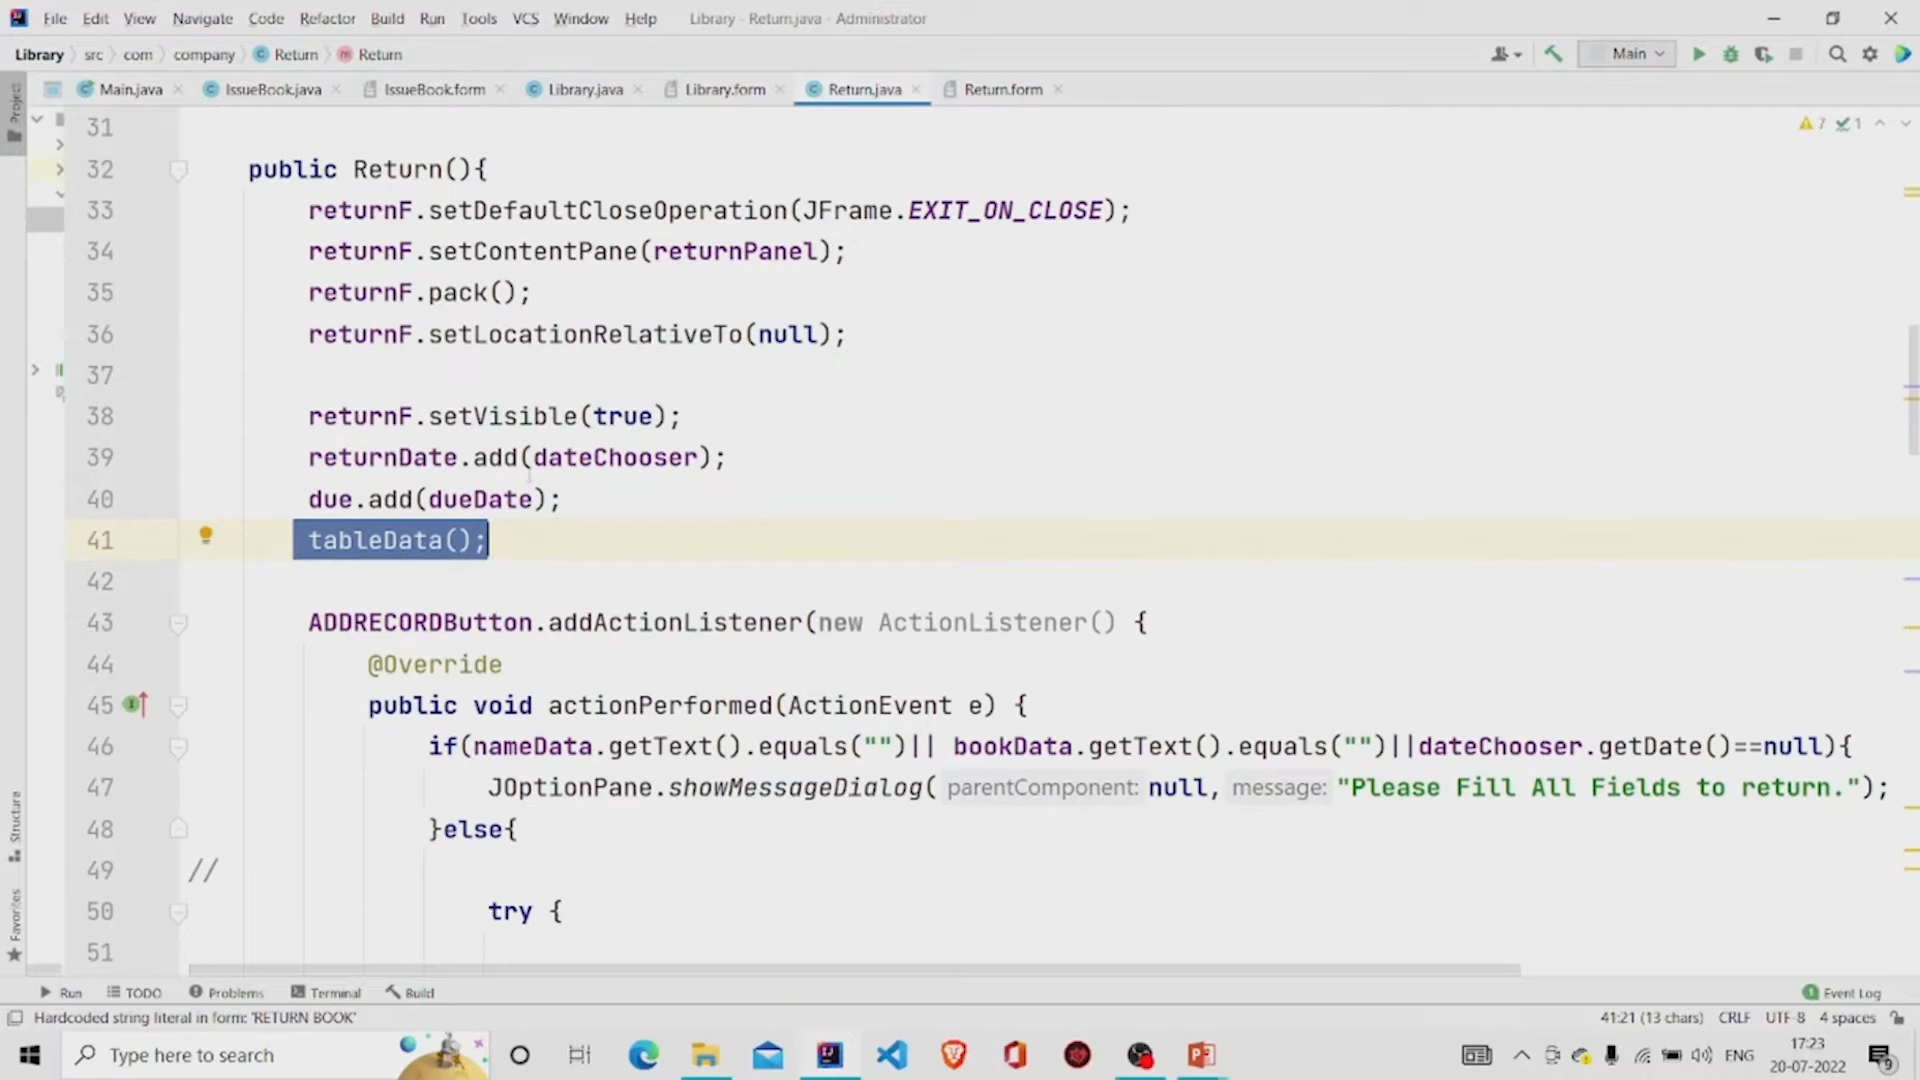 File Edit View Navigate Code Refactor Build Run Tools VCS Window Help Library - Return.java - Administrator
Library src com company Return Return Main
Main.java IssueBook.java IssueBook.form Library.java Library.form Return.java Return.form
Project
7 1
31
32 public Return(){
33 returnF.setDefaultCloseOperation(JFrame.EXIT_ON_CLOSE);
34 returnF.setContentPane(returnPanel);
35 returnF.pack();
36 returnF.setLocationRelativeTo(null);
37
38 returnF.setVisible(true);
39 returnDate.add(dateChooser);
40 due.add(dueDate);
41 tableData();
42
43 ADDRECORDButton.addActionListener(new ActionListener() {
44 @Override
45 public void actionPerformed(ActionEvent e) {
46 if(nameData.getText().equals("")|| bookData.getText().equals("")||dateChooser.getDate()==null){
47 JOptionPane.showMessageDialog( parentComponent: null, message: "Please Fill All Fields to return.");
48 }else{
49 //
50 try {
51
Structure
Favorites
Run TODO Problems Terminal Build 1 Event Log
Hardcoded string literal in form: 'RETURN BOOK' 41:21 (13 chars) CRLF UTF-8 4 spaces
Type here to search ENG 17:23
20-07-2022 9